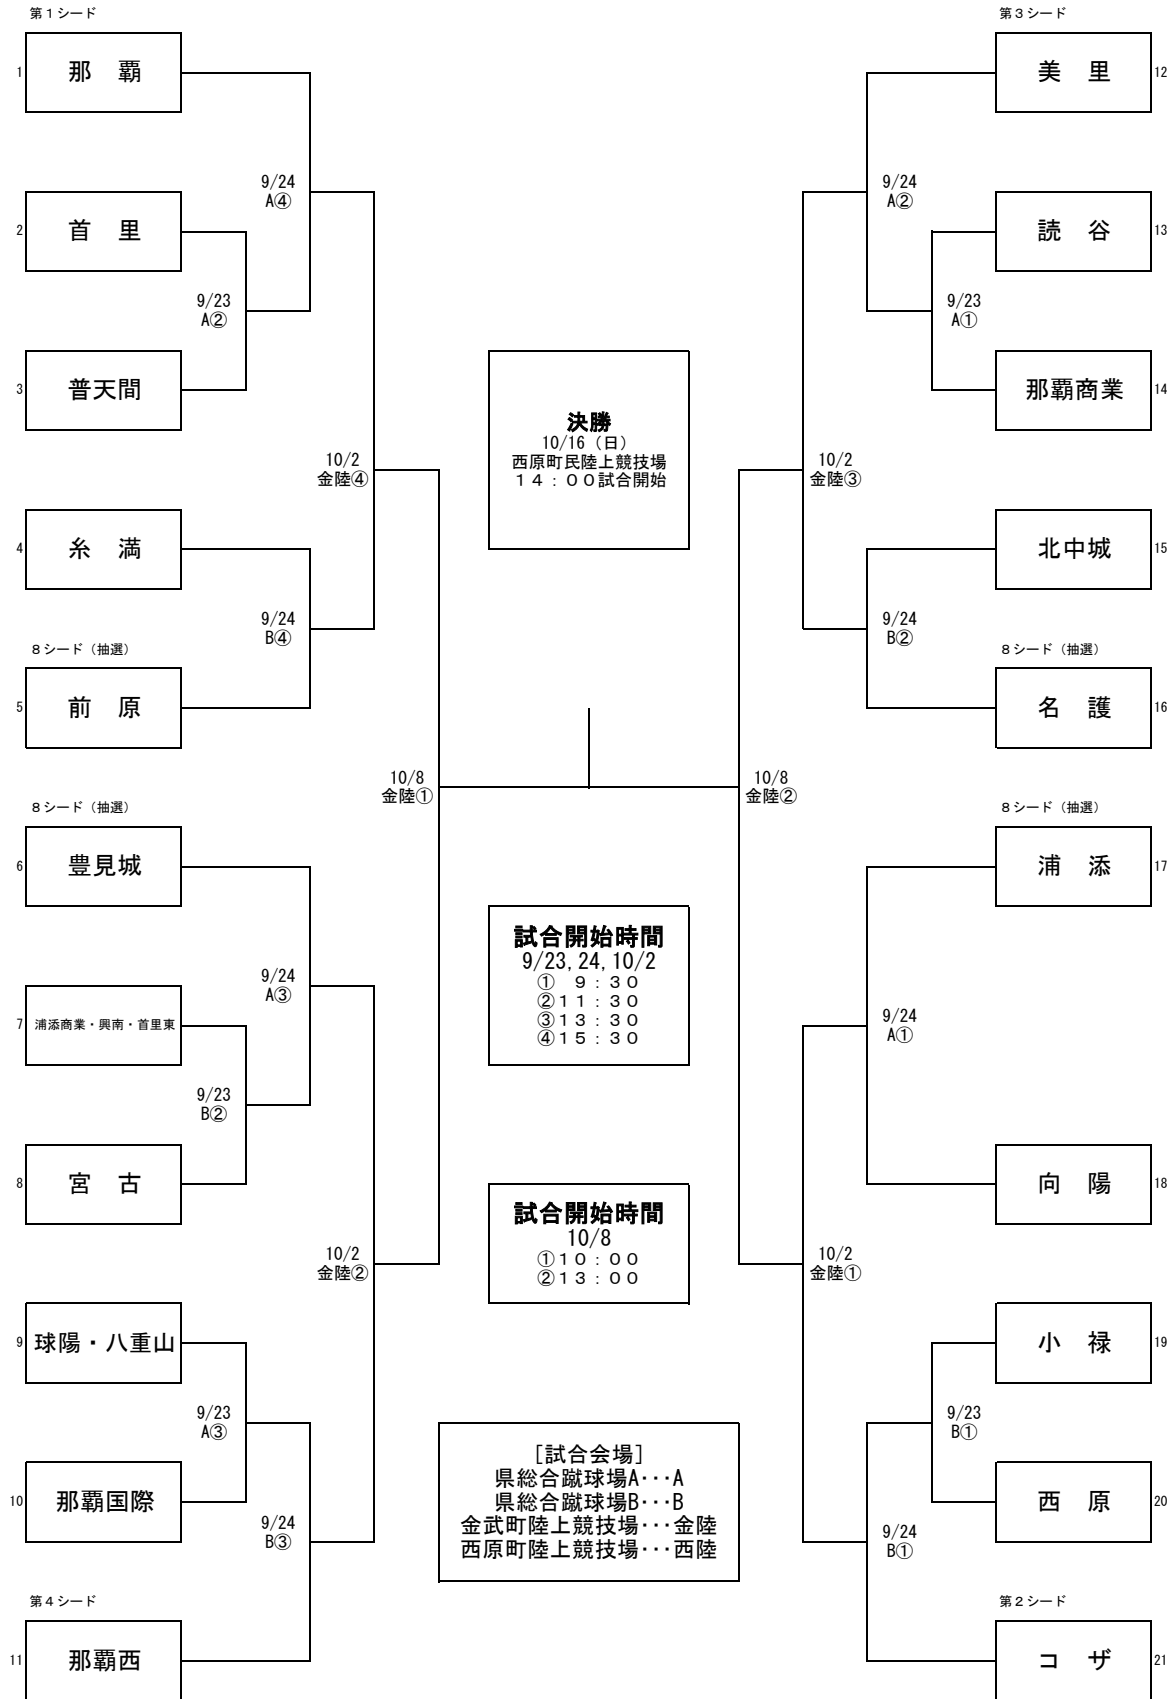 第1シード
1
那　覇
9/24
A④
2
首　里
9/23
A②
3
普天間
10/2
金陸④
4
糸　満
9/24
B④
8シード（抽選）
5
前　原
10/8
金陸①
8シード（抽選）
6
豊見城
9/24
A③
7
浦添商業・興南・首里東
9/23
B②
8
宮　古
10/2
金陸②
9
球陽・八重山
9/23
A③
10
那覇国際
9/24
B③
第4シード
11
那覇西
決勝
10/16（日）
西原町民陸上競技場
１４：００試合開始
試合開始時間
9/23,24,10/2
①　９：３０
②１１：３０
③１３：３０
④１５：３０
試合開始時間
10/8
①１０：００
②１３：００
[試合会場]
県総合蹴球場A･･･A
県総合蹴球場B･･･B
金武町陸上競技場･･･金陸
西原町陸上競技場･･･西陸
第3シード
美　里
12
9/24
A②
読　谷
13
9/23
A①
那覇商業
14
10/2
金陸③
北中城
15
9/24
B②
8シード（抽選）
名　護
16
10/8
金陸②
8シード（抽選）
浦　添
17
9/24
A①
向　陽
18
10/2
金陸①
小　禄
19
9/23
B①
西　原
20
9/24
B①
第2シード
コ　ザ
21